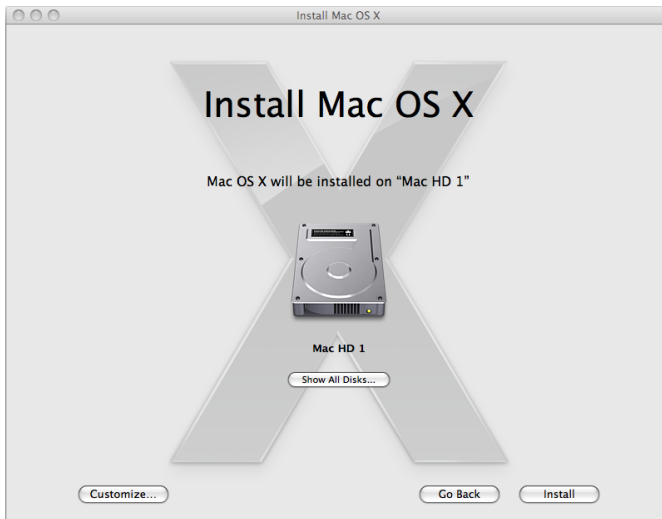 Install Mac OS X
Install Mac OS X
Mac OS X will be installed on “Mac HD 1”
Mac HD 1
Show All Disks...
Customize...
Go Back
Install